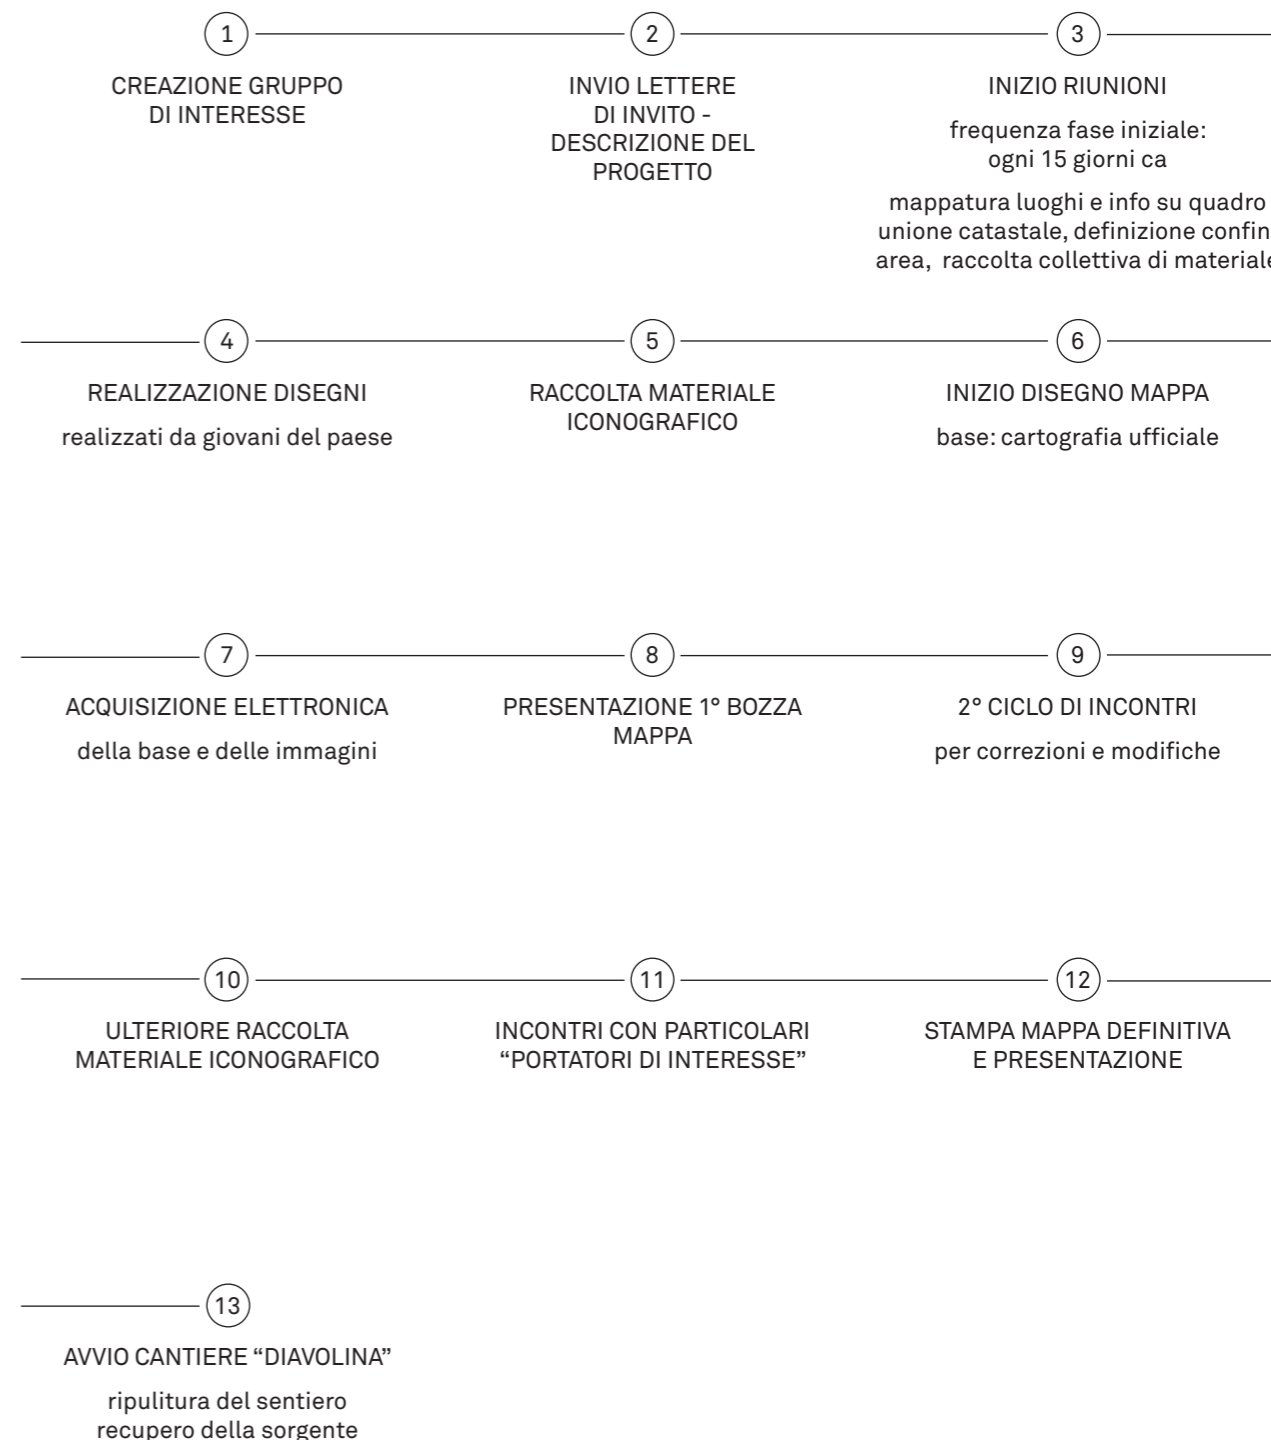 1
CREAZIONE GRUPPO
DI INTERESSE
2
INVIO LETTERE
DI INVITO -
DESCRIZIONE DEL
PROGETTO
3
INIZIO RIUNIONI
frequenza fase iniziale:
ogni 15 giorni ca
mappatura luoghi e info su quadro
unione catastale, definizione confin
area, raccolta collettiva di materiale
4
REALIZZAZIONE DISEGNI
realizzati da giovani del paese
5
RACCOLTA MATERIALE
ICONOGRAFICO
6
INIZIO DISEGNO MAPPA
base: cartografia ufficiale
7
ACQUISIZIONE ELETTRONICA
della base e delle immagini
8
PRESENTAZIONE 1° BOZZA
MAPPA
9
2° CICLO DI INCONTRI
per correzioni e modifiche
10
ULTERIORE RACCOLTA
MATERIALE ICONOGRAFICO
11
INCONTRI CON PARTICOLARI
“PORTATORI DI INTERESSE”
12
STAMPA MAPPA DEFINITIVA
E PRESENTAZIONE
13
AVVIO CANTIERE “DIAVOLINA”
ripulitura del sentiero
recupero della sorgente